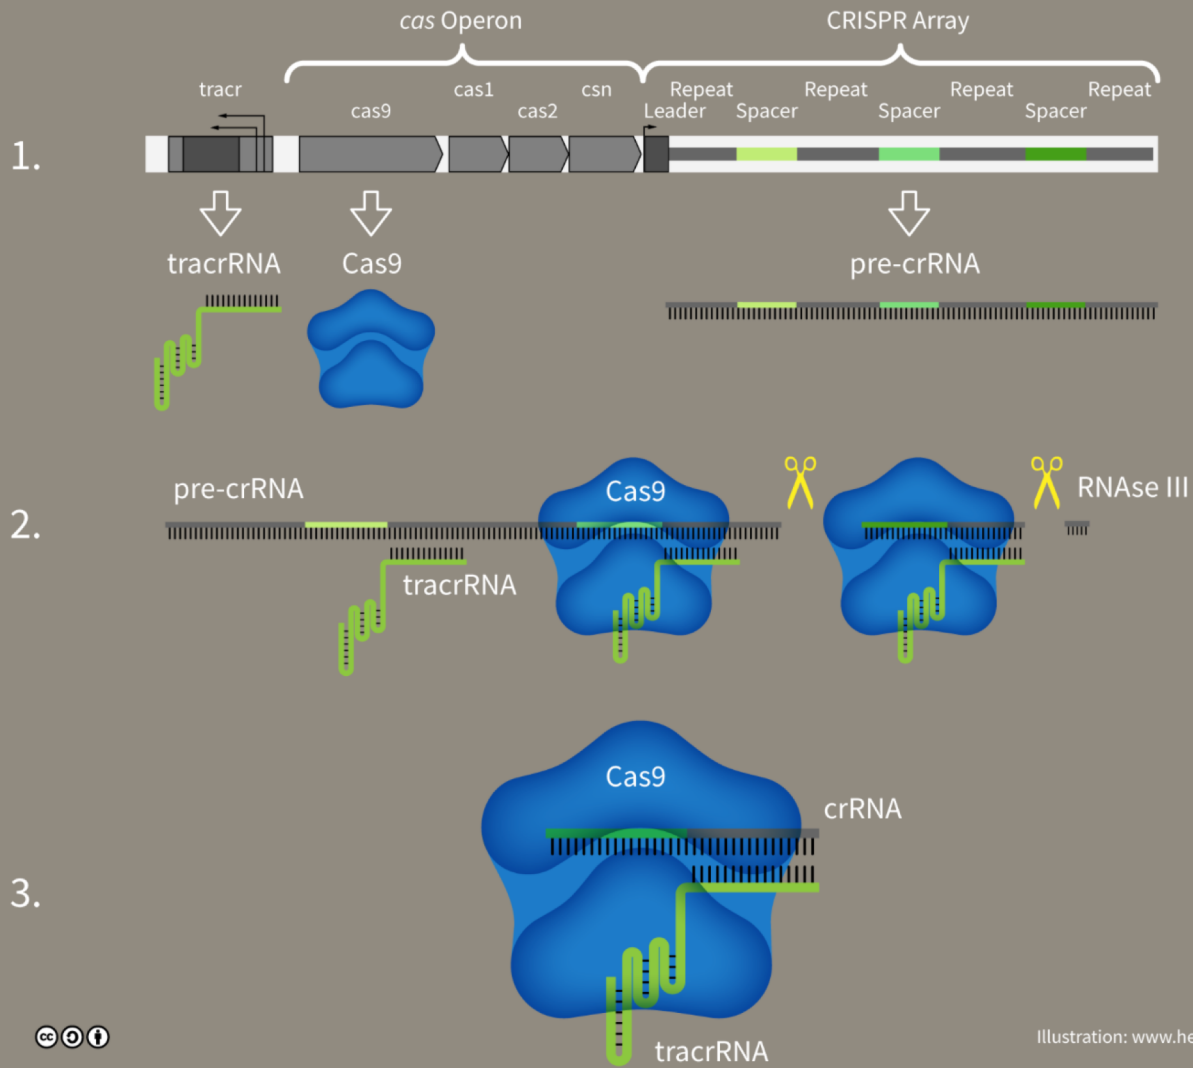 cas Operon
CRISPR Array
tracr
cas9
cas1
cas2
csn
Leader
Repeat
Spacer
Repeat
Spacer
Repeat
Spacer
Repeat
1.
tracrRNA
Cas9
pre-crRNA
2.
pre-crRNA
tracrRNA
Cas9
RNAse III
3.
Cas9
crRNA
tracrRNA
cc
Illustration: www.he